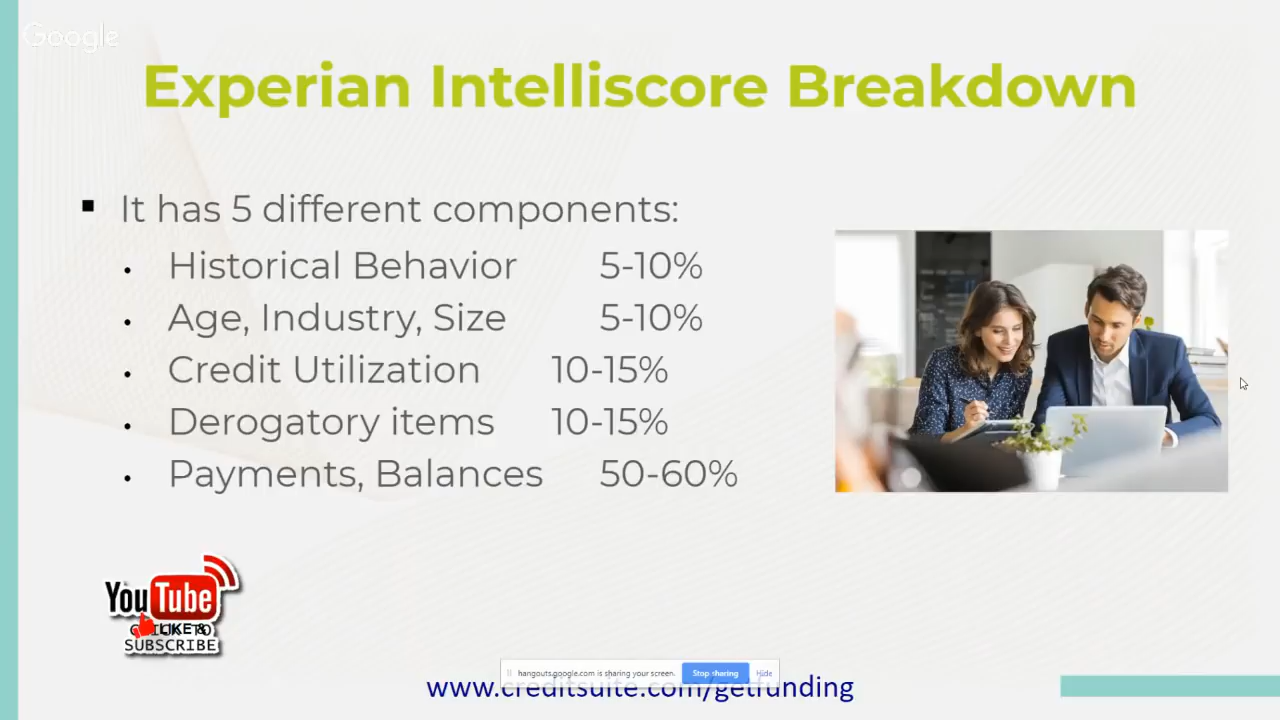 Google
Experian Intelliscore Breakdown
It has 5 different components:
Historical Behavior 5-10%
Age, Industry, Size 5-10%
Credit Utilization 10-15%
Derogatory items 10-15%
Payments, Balances 50-60%
YouTube
LIKE &
SUBSCRIBE
hangouts.google.com is sharing your screen. Stop sharing Hide
www.creditsuite.com/getfunding